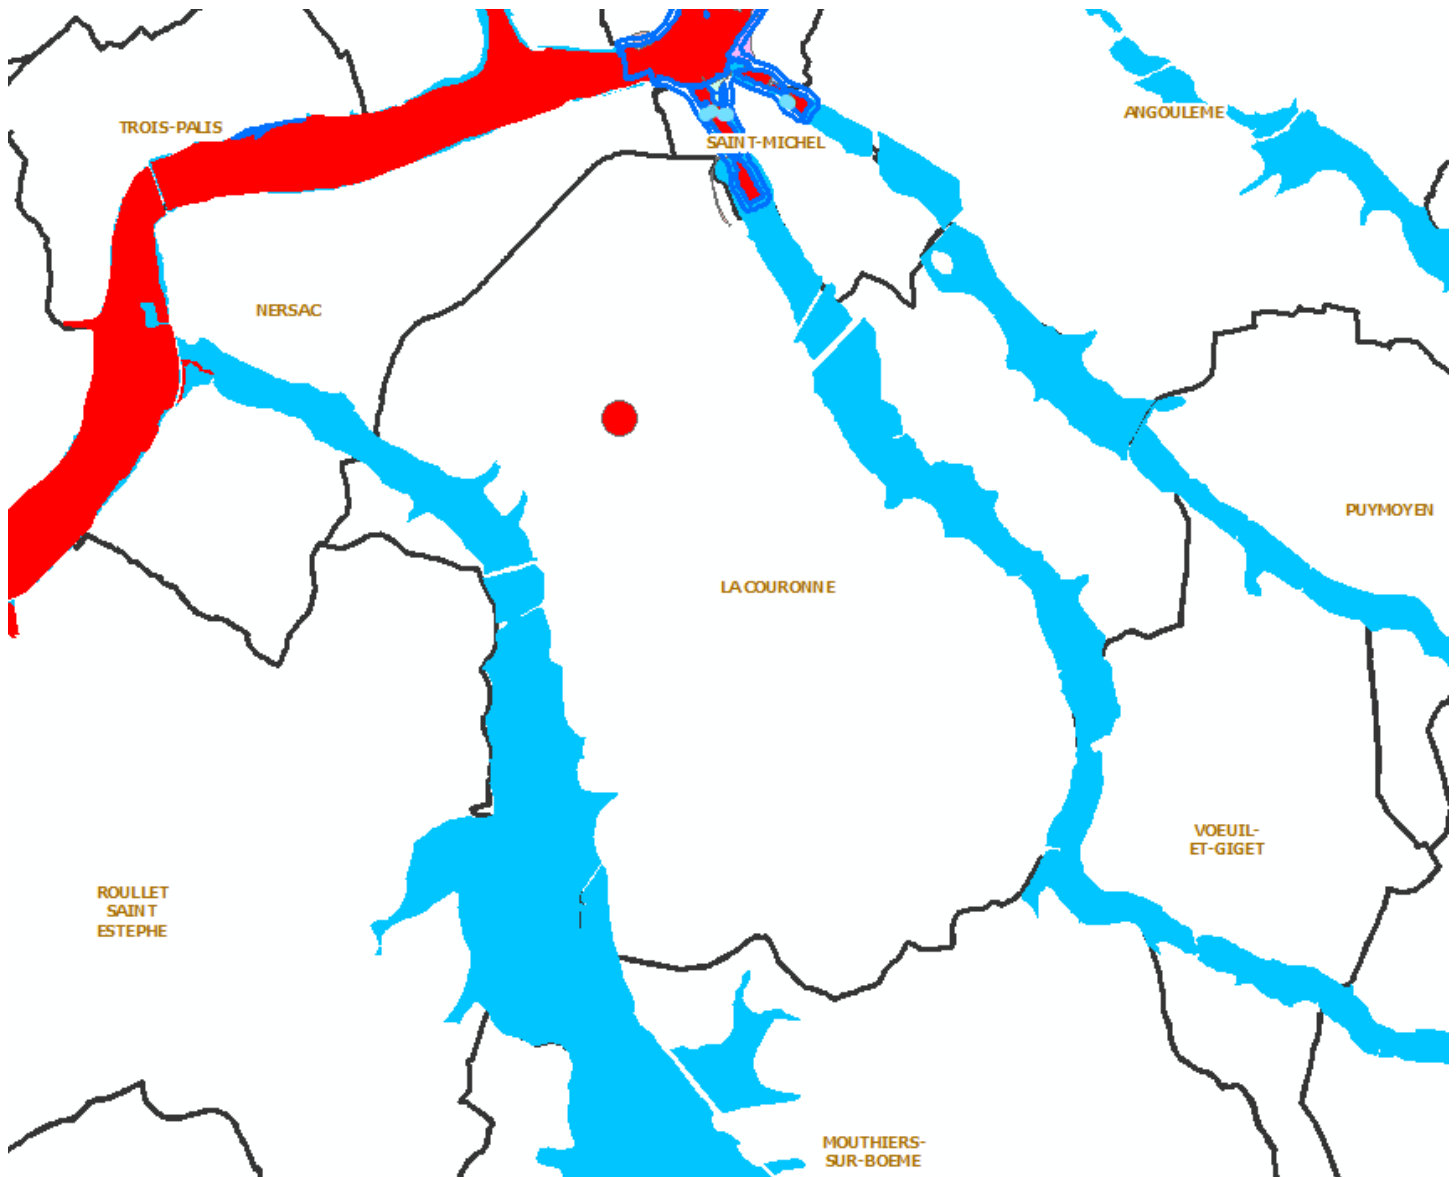 ANGOULEME
TROIS-PALIS
SAINT-MICHEL
NERSAC
PUYMOYEN
LA COURONNE
VOEUIL-
ET-GIGET
ROULLET
SAINT
ESTEPHE
MOUTHIERS-
SUR-BOEME